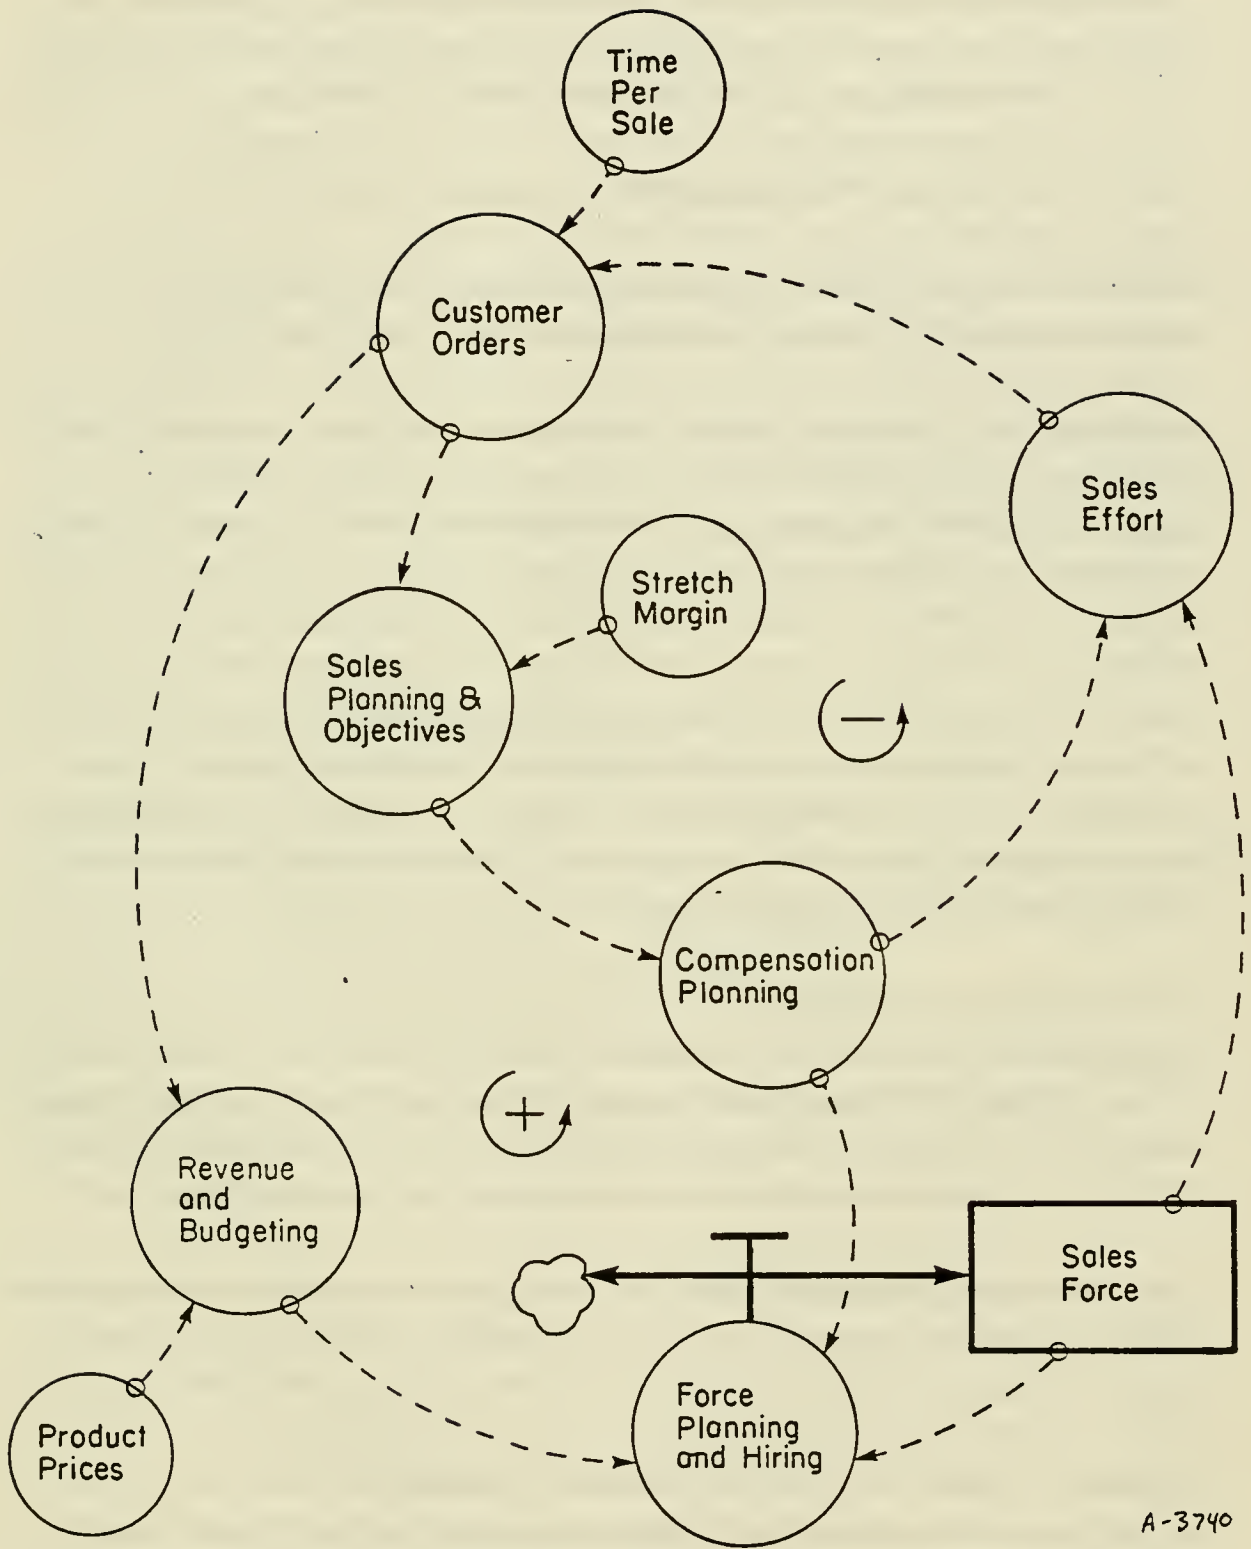 Time
Per
Sale
Customer
Orders
Sales
Effort
Stretch
Margin
Sales
Planning &
Objectives
Compensation
Planning
Revenue
and
Budgeting
Sales
Force
Force
Planning
and Hiring
Product
Prices
A-3740